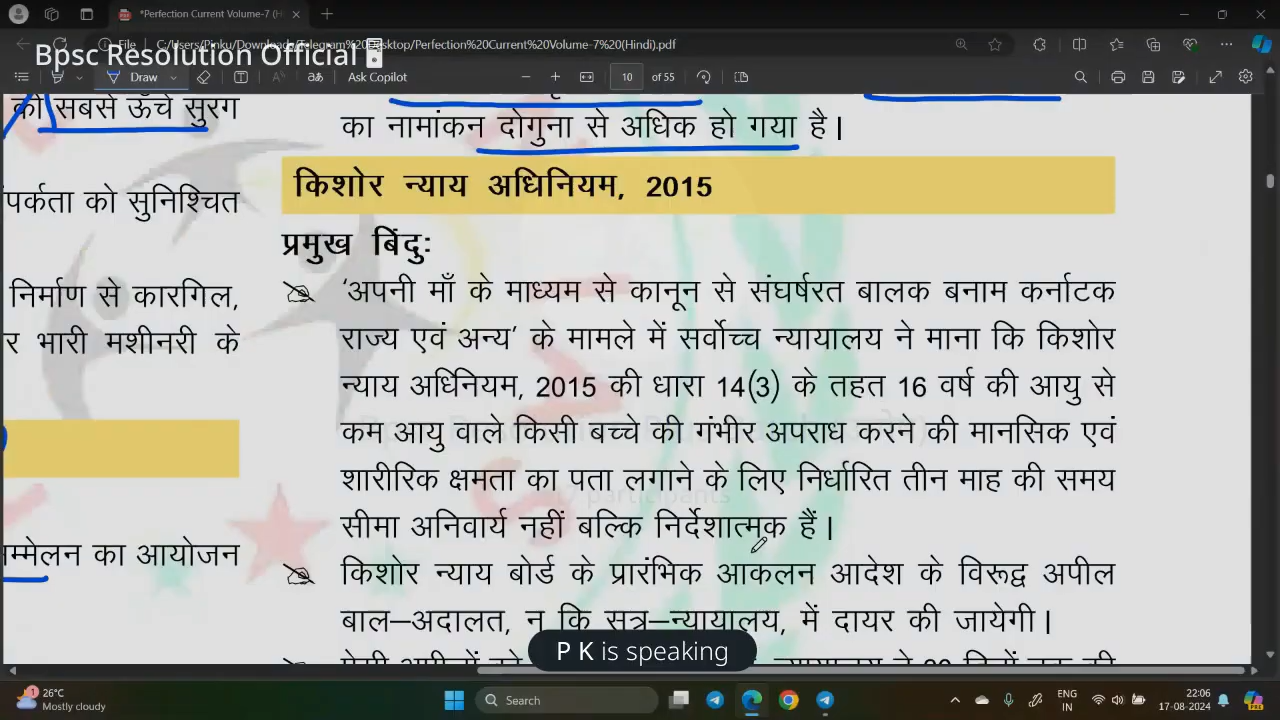 *Perfection Current Volume-7 (H
File C:/Users/Pinku/Downloads/Telegram%20Desktop/Perfection%20Current%20Volume-7%20(Hindi).pdf
Bpsc Resolution Official
Draw
Ask Copilot
10 of 55
को सबसे ऊँचे सुरग
पर्कता को सुनिश्चित
निर्माण से कारगिल,
र भारी मशीनरी के
म्मेलन का आयोजन
का नामांकन दोगुना से अधिक हो गया है।
किशोर न्याय अधिनियम, 2015
प्रमुख बिंदुः
'अपनी माँ के माध्यम से कानून से संघर्षरत बालक बनाम कर्नाटक
राज्य एवं अन्य' के मामले में सर्वोच्च न्यायालय ने माना कि किशोर
न्याय अधिनियम, 2015 की धारा 14(3) के तहत 16 वर्ष की आयु से
कम आयु वाले किसी बच्चे की गंभीर अपराध करने की मानसिक एवं
शारीरिक क्षमता का पता लगाने के लिए निर्धारित तीन माह की समय
सीमा अनिवार्य नहीं बल्कि निर्देशात्मक हैं।
किशोर न्याय बोर्ड के प्रारंभिक आकलन आदेश के विरूद्व अपील
बाल–अदालत, न कि सत्र–न्यायालय, में दायर की जायेगी।
participants
P K is speaking
26°C
Mostly cloudy
Search
ENG
IN
22:06
17-08-2024